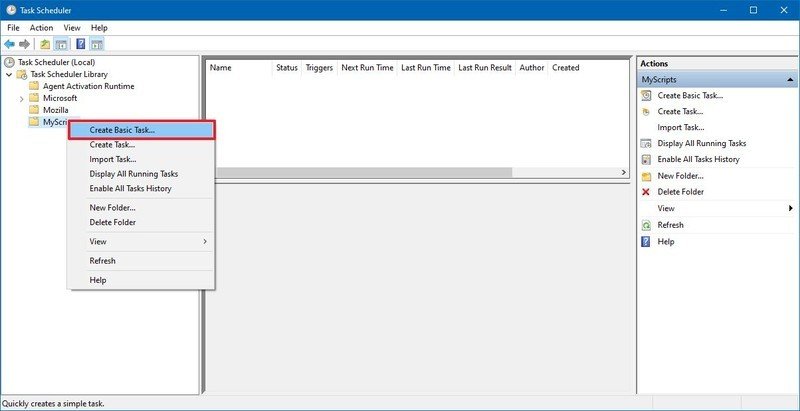 Task Scheduler
File Action View Help
Task Scheduler (Local)
Task Scheduler Library
Agent Activation Runtime
Microsoft
Mozilla
MyScri
Create Basic Task...
Create Task...
Import Task...
Display All Running Tasks
Enable All Tasks History
New Folder...
Delete Folder
View
Refresh
Help
Name Status Triggers Next Run Time Last Run Time Last Run Result Author Created
Actions
MyScripts
Create Basic Task...
Create Task...
Import Task...
Display All Running Tasks
Enable All Tasks History
New Folder...
Delete Folder
View
Refresh
Help
Quickly creates a simple task.